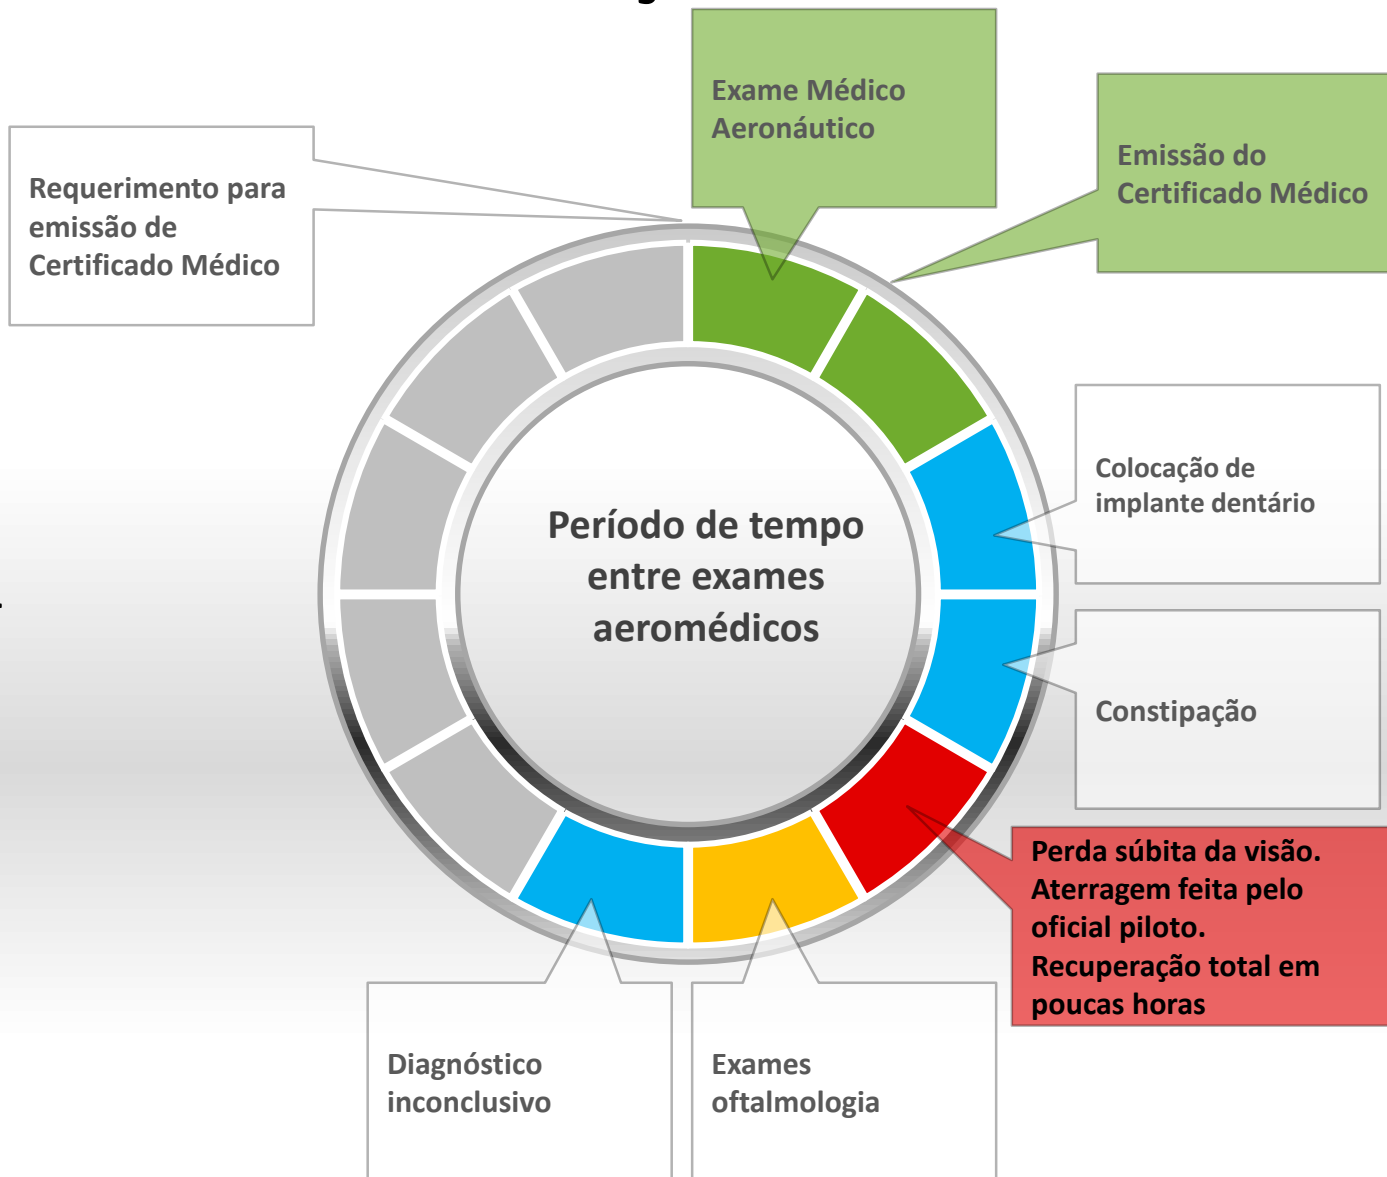 Exame Médico
Aeronáutico
Emissão do
Certificado Médico
Requerimento para
emissão de
Certificado Médico
Colocação de
implante dentário
Período de tempo
entre exames
aeromédicos
Constipação
Perda súbita da visão.
Aterragem feita pelo
oficial piloto.
Recuperação total em
poucas horas
Diagnóstico
inconclusivo
Exames
oftalmologia